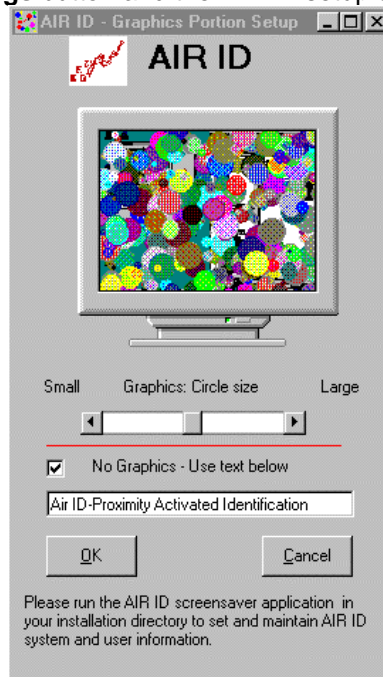 AIR ID - Graphics Portion Setup
AIR ID
Small Graphics: Circle size Large
No Graphics - Use text below
Air ID-Proximity Activated Identification
OK Cancel
Please run the AIR ID screensaver application in
your installation directory to set and maintain AIR ID
system and user information.